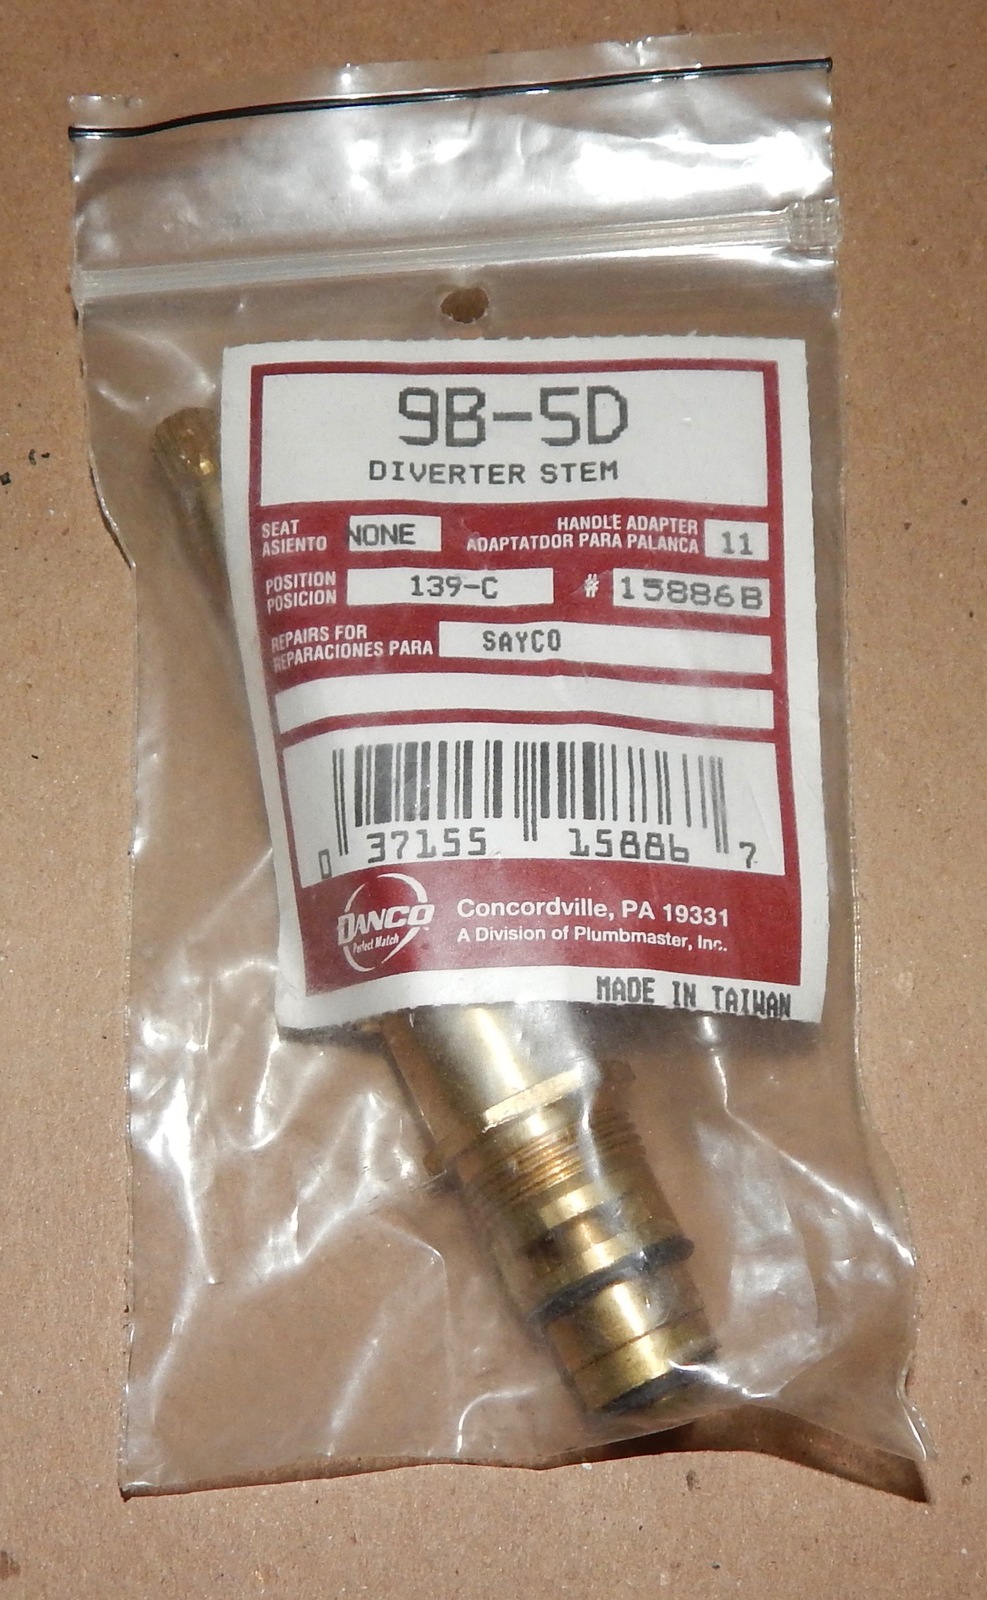 9B-5D
DIVERTER STEM
SEAT
ASIENTO
NONE
HANDLE ADAPTER
ADAPTATDOR PARA PALANCA
11
POSITION
POSICION
139-C
# 15886B
REPAIRS FOR
REPARACIONES PARA
SAYCO
0 37155 15886 7
DANCO
Perfect Match
Concordville, PA 19331
A Division of Plumbmaster, Inc.
MADE IN TAIWAN